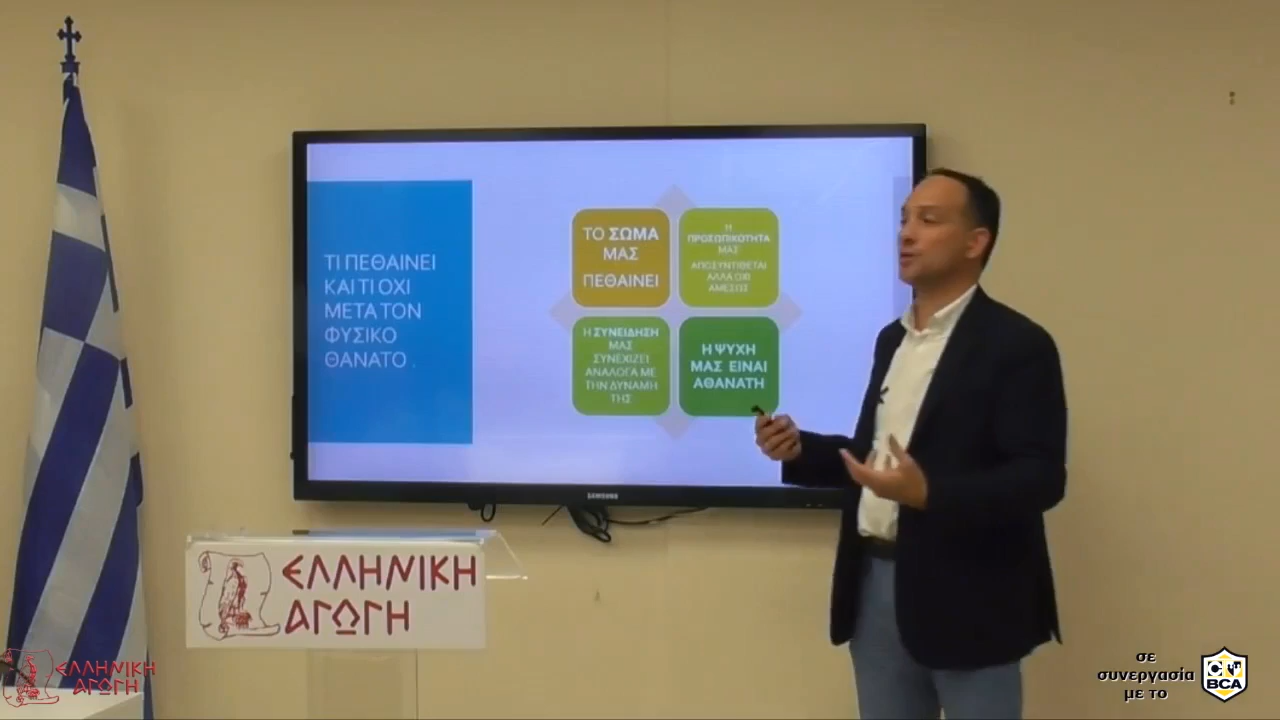 ΤΙ ΠΕΘΑΙΝΕΙ
ΚΑΙ ΤΙ ΟΧΙ
ΜΕΤΑ ΤΟΝ
ΦΥΣΙΚΟ
ΘΑΝΑΤΟ .
ΤΟ ΣΩΜΑ
ΜΑΣ
ΠΕΘΑΙΝΕΙ
Η
ΠΡΟΣΩΠΙΚΟΤΗΤΑ
ΜΑΣ
ΑΠΟΣΥΝΤΙΘΕΤΑΙ
ΑΛΛΑ ΟΧΙ
ΑΜΕΣΩΣ
Η ΣΥΝΕΙΔΗΣΗ
ΜΑΣ
ΣΥΝΕΧΙΖΕΙ
ΑΝΑΛΟΓΑ ΜΕ
ΤΗΝ ΔΥΝΑΜΗ
ΤΗΣ
Η ΨΥΧΗ
ΜΑΣ ΕΙΝΑΙ
ΑΘΑΝΑΤΗ
SAMSUNG
ΕΛΛΗΝΙΚΗ
ΑΓΩΓΗ
ΕΛΛΗΝΙΚΗ
ΑΓΩΓΗ
σε
συνεργασία
με το
BCA